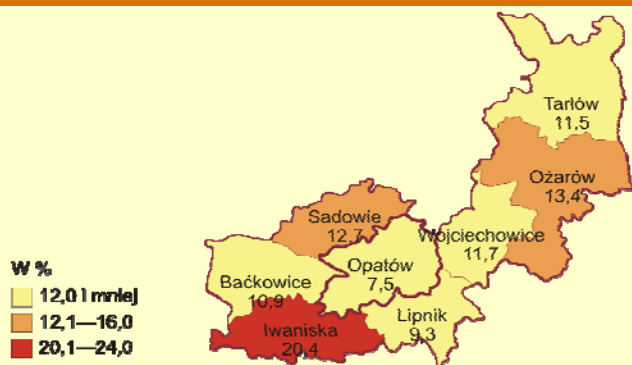 Tarłów
11,5
Ożarów
13,4
Sadowie
12,7
Wojciechowice
11,7
Opatów
7,5
Baćkowice
10,9
Lipnik
9,3
Iwaniska
20,4
W %
12,0 i mniej
12,1—16,0
20,1—24,0